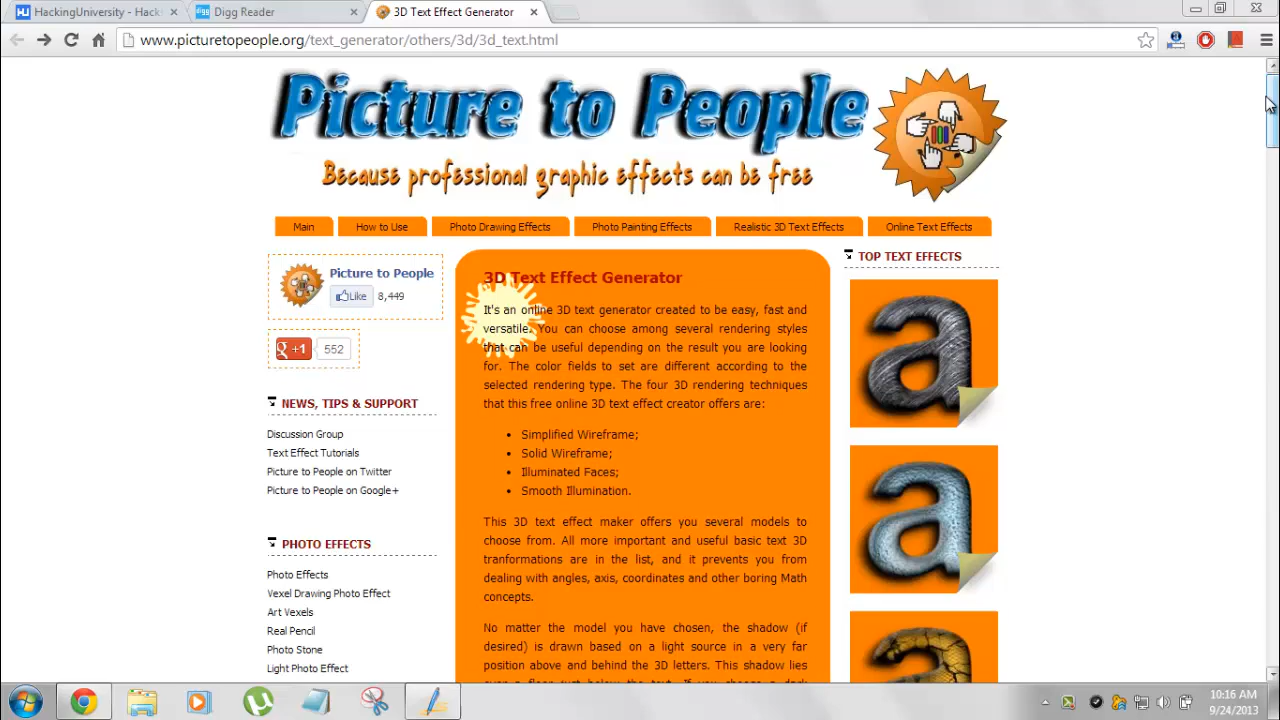 HackingUniversity - Hack
Digg Reader
3D Text Effect Generator
www.picturetopeople.org/text_generator/others/3d/3d_text.html
Picture to People
Because professional graphic effects can be free
Main
How to Use
Photo Drawing Effects
Photo Painting Effects
Realistic 3D Text Effects
Online Text Effects
Picture to People
Like 8,449
g +1 552
NEWS, TIPS & SUPPORT
Discussion Group
Text Effect Tutorials
Picture to People on Twitter
Picture to People on Google+
PHOTO EFFECTS
Photo Effects
Vexel Drawing Photo Effect
Art Vexels
Real Pencil
Photo Stone
Light Photo Effect
3D Text Effect Generator
It's an online 3D text generator created to be easy, fast and
versatile. You can choose among several rendering styles
that can be useful depending on the result you are looking
for. The color fields to set are different according to the
selected rendering type. The four 3D rendering techniques
that this free online 3D text effect creator offers are:
• Simplified Wireframe;
• Solid Wireframe;
• Illuminated Faces;
• Smooth Illumination.
This 3D text effect maker offers you several models to
choose from. All more important and useful basic text 3D
tranformations are in the list, and it prevents you from
dealing with angles, axis, coordinates and other boring Math
concepts.
No matter the model you have chosen, the shadow (if
desired) is drawn based on a light source in a very far
position above and behind the 3D letters. This shadow lies
over a floor just below the text. If you choose a dark
TOP TEXT EFFECTS
a
a
a
10:16 AM
9/24/2013